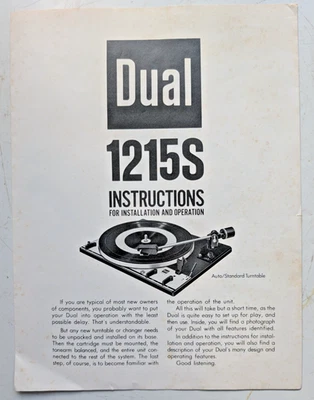 Dual
1215S
INSTRUCTIONS
FOR INSTALLATION AND OPERATION
Auto/Standard Turntable
If you are typical of most new owners
of components, you probably want to put
your Dual into operation with the least
possible delay. That's understandable.
But any new turntable or changer needs
to be unpacked and installed on its base.
Then the cartridge must be mounted, the
tonearm balanced, and the entire unit con-
nected to the rest of the system. The last
step, of course, is to become familiar with
the operation of the unit.
All this will take but a short time, as the
Dual is quite easy to set up for play, and
then use. Inside, you will find a photograph
of your Dual with all features identified.
In addition to the instructions for instal-
lation and operation, you will also find a
description of your Dual's many design and
operating features.
Good listening.